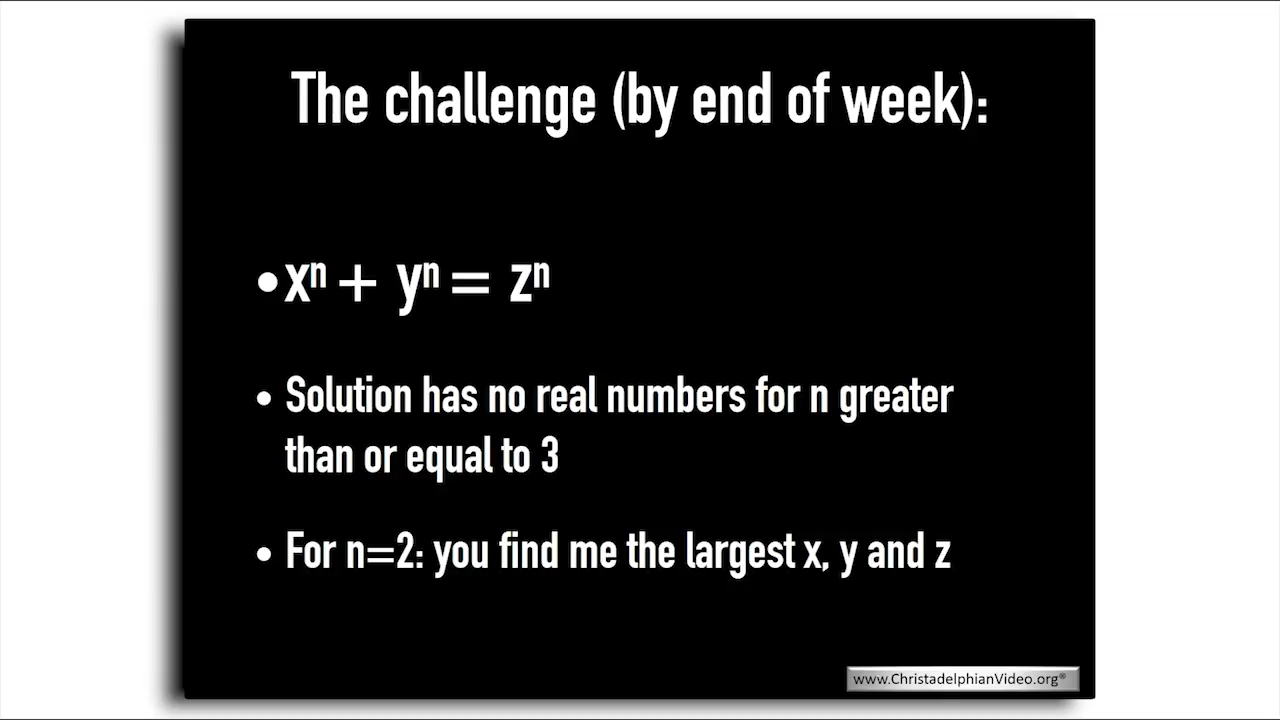 The challenge (by end of week):
•xⁿ + yⁿ = zⁿ
• Solution has no real numbers for n greater
than or equal to 3
• For n=2: you find me the largest x, y and z
www.ChristadelphianVideo.org®